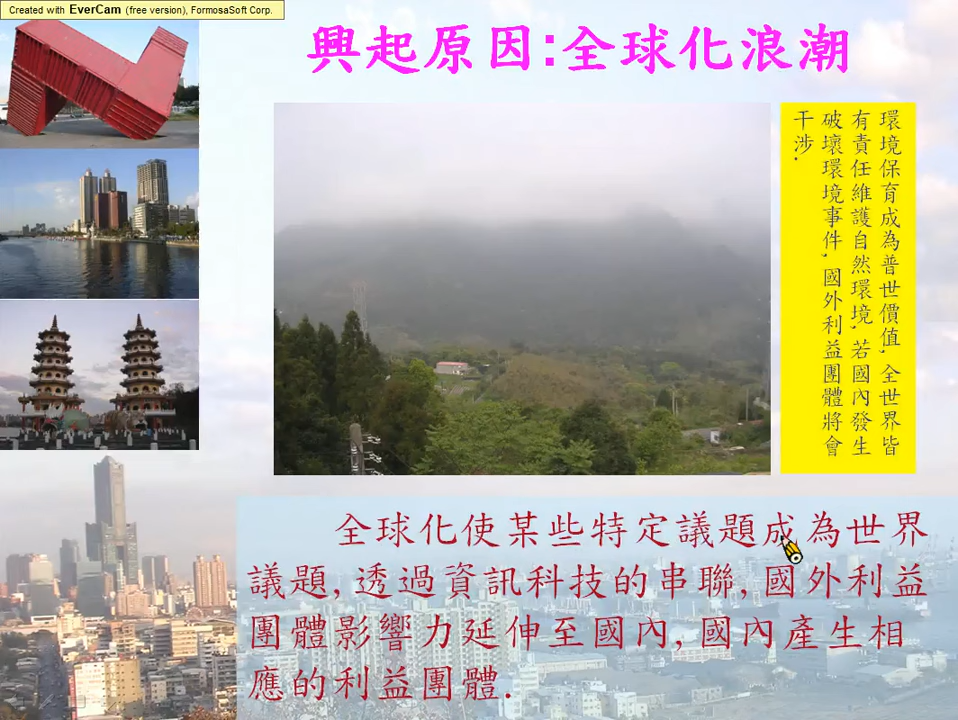 Created with EverCam (free version), FormosaSoft Corp.
興起原因:全球化浪潮
環境保育成為普世價值,全世界皆
有責任維護自然環境,若國內發生
破壞環境事件,國外利益團體將會
干涉.
全球化使某些特定議題成為世界
議題,透過資訊科技的串聯,國外利益
團體影響力延伸至國內,國內產生相
應的利益團體.